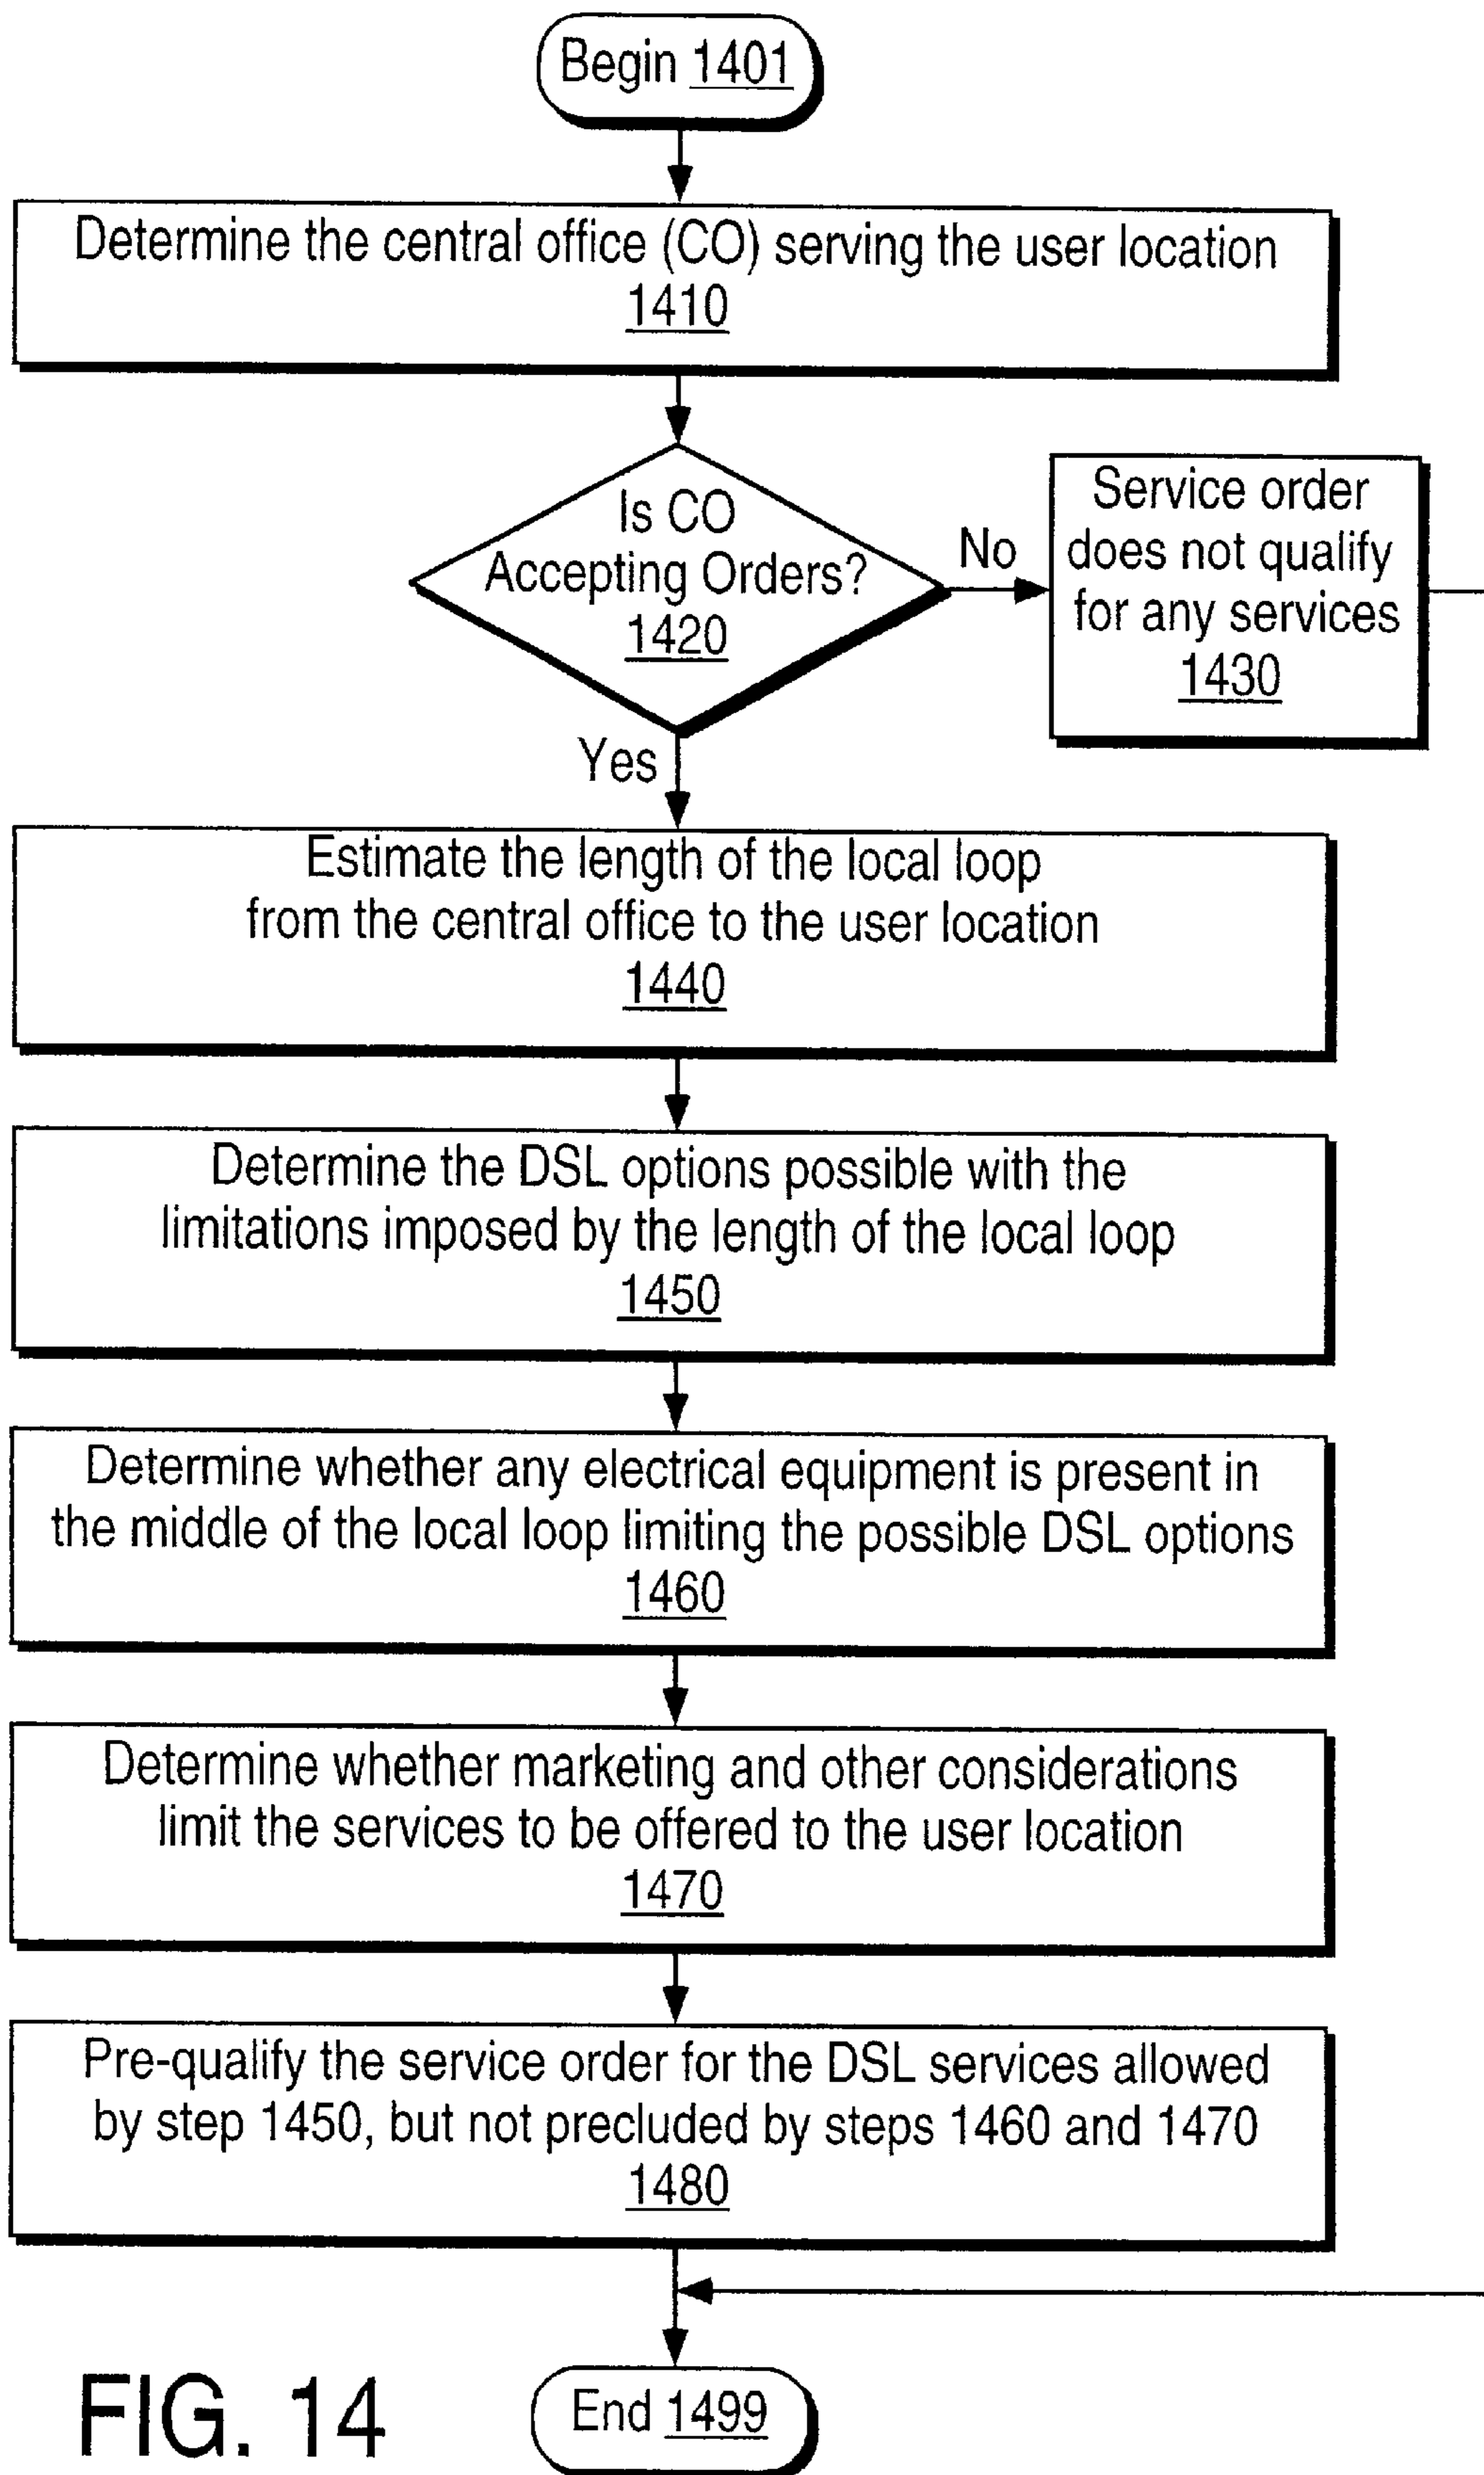 Begin 1401
Determine the central office (CO) serving the user location
1410
Is CO
Accepting Orders?
1420
No
Service order
does not qualify
for any services
1430
Yes
Estimate the length of the local loop
from the central office to the user location
1440
Determine the DSL options possible with the
limitations imposed by the length of the local loop
1450
Determine whether any electrical equipment is present in
the middle of the local loop limiting the possible DSL options
1460
Determine whether marketing and other considerations
limit the services to be offered to the user location
1470
Pre-qualify the service order for the DSL services allowed
by step 1450, but not precluded by steps 1460 and 1470
1480
End 1499
FIG. 14